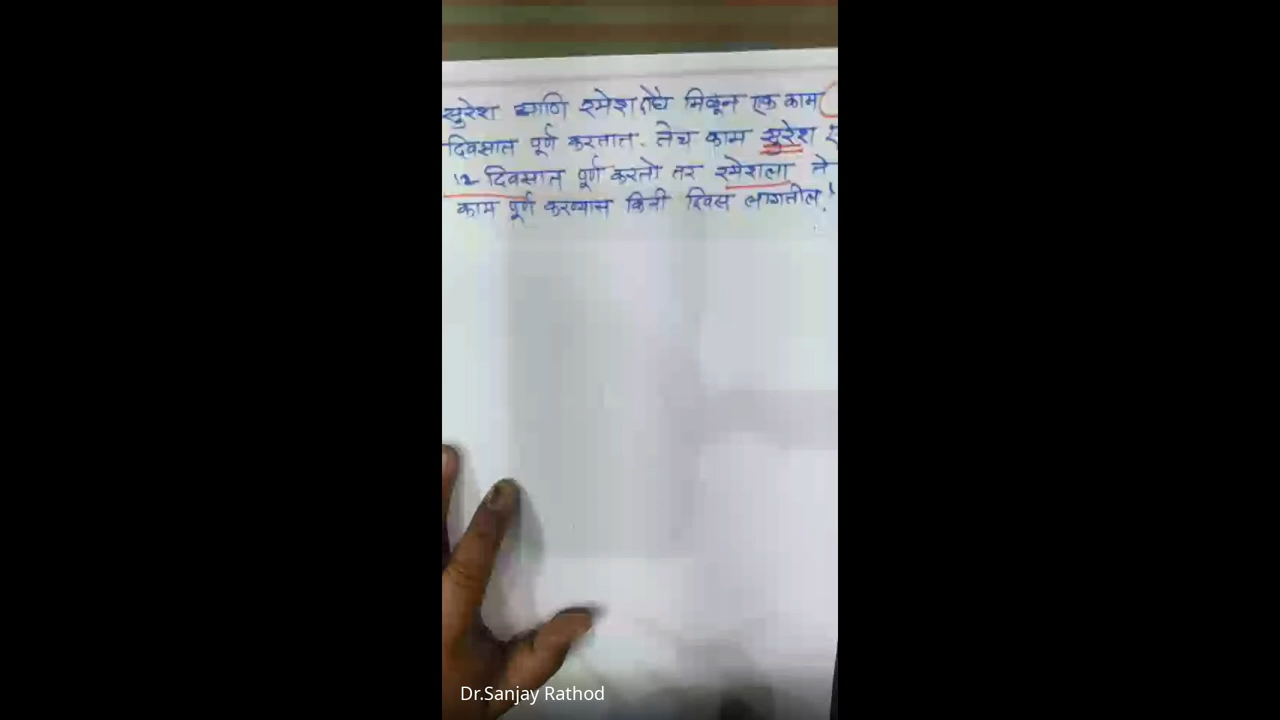 सुरेश आणि रमेश दोघे मिळून एक काम
दिवसात पूर्ण करतात. तेच काम सुरेश
12 दिवसात पूर्ण करतो तर रमेशला ते
काम पूर्ण करण्यास किती दिवस लागतील?
Dr.Sanjay Rathod